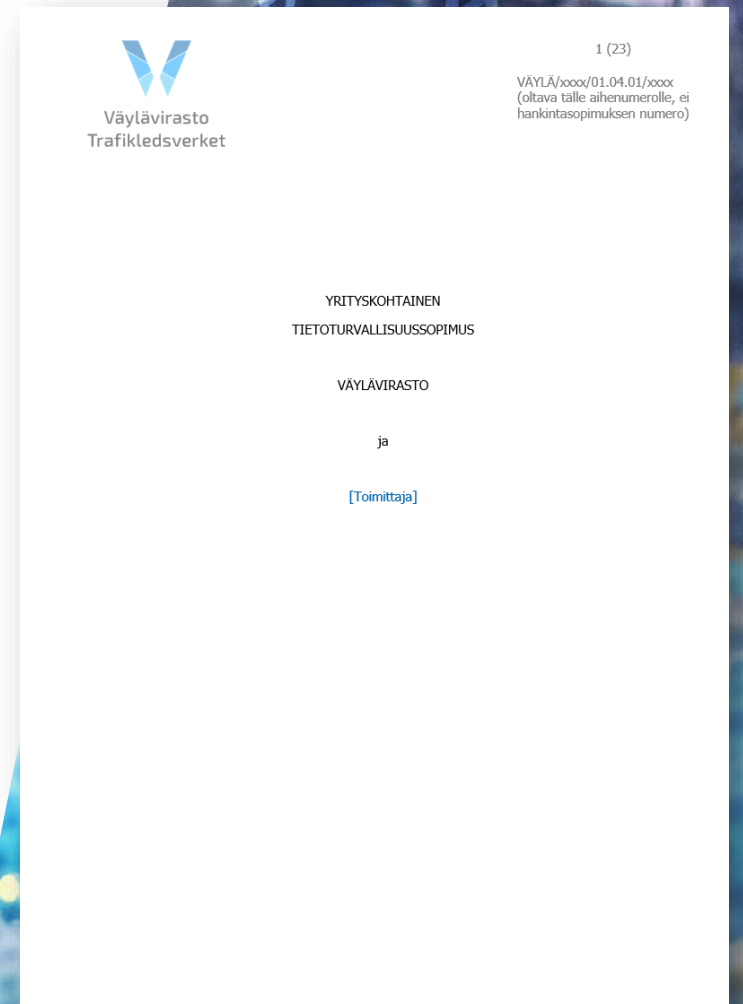 Väylävirasto
Trafikledsverket
1 (23)
VÄYLÄ/xxxx/01.04.01/xxxx
(oltava tälle aihenumerolle, ei
hankintasopimuksen numero)
YRITYSKOHTAINEN
TIETOTURVALLISUUSSOPIMUS
VÄYLÄVIRASTO
ja
[Toimittaja]